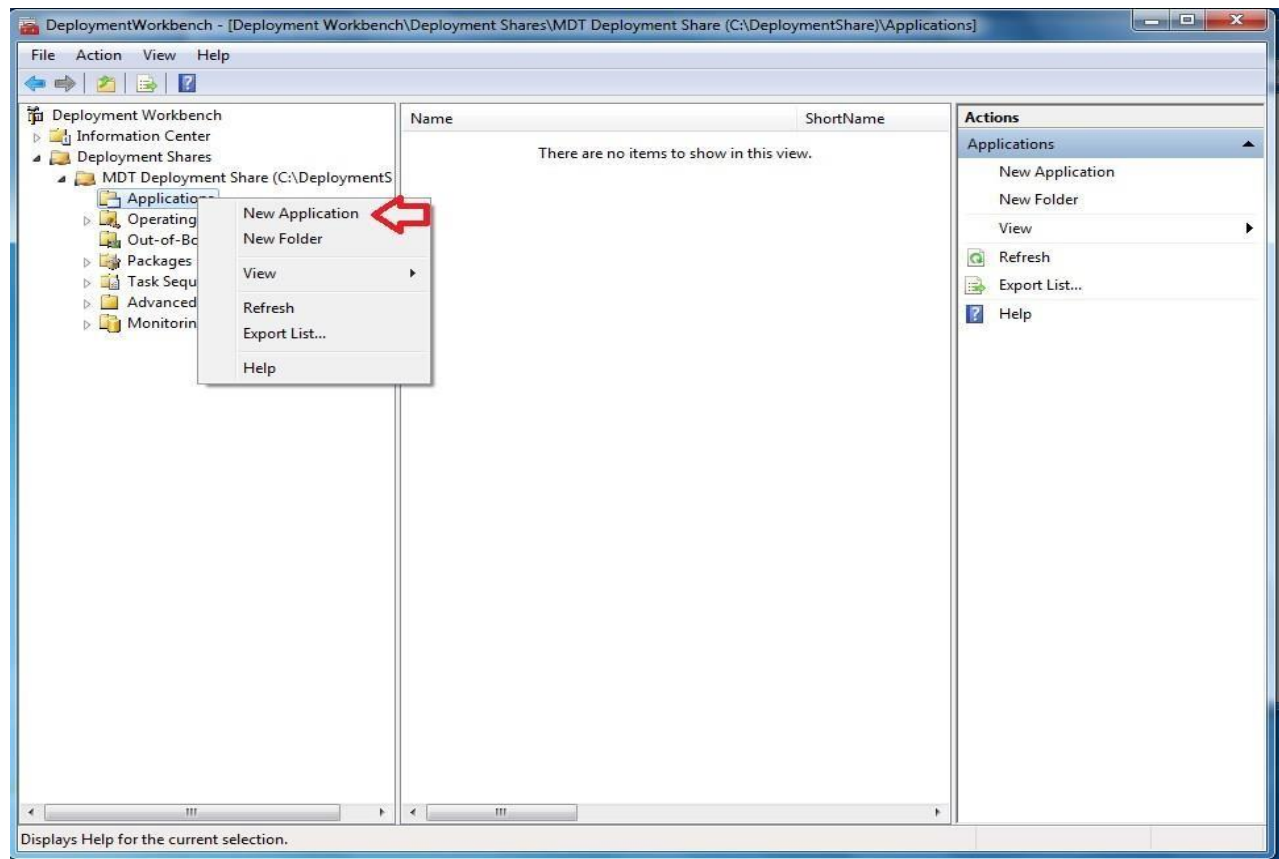 DeploymentWorkbench - [Deployment Workbench\Deployment Shares\MDT Deployment Share (C:\DeploymentShare)\Applications]
File Action View Help
Deployment Workbench
Information Center
Deployment Shares
MDT Deployment Share (C:\DeploymentS
Applications
Operating
Out-of-Bo
Packages
Task Sequ
Advanced
Monitorin
New Application
New Folder
View
Refresh
Export List...
Help
Name ShortName
There are no items to show in this view.
Actions
Applications
New Application
New Folder
View
Refresh
Export List...
Help
Displays Help for the current selection.